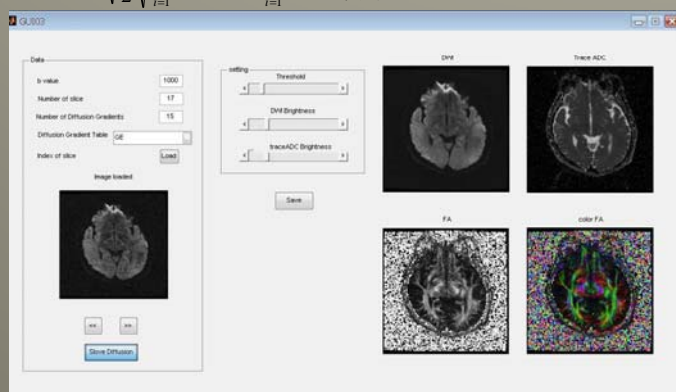 GUI03
Data
b value 1000
Number of slice 17
Number of Diffusion Gradients 15
Diffusion Gradient Table GE
Index of slice Load
Image loaded
<< >>
Slove Diffusion
setting
Threshold
DWI Brightness
traceADC Brightness
Save
DWI
Trace ADC
FA
color FA